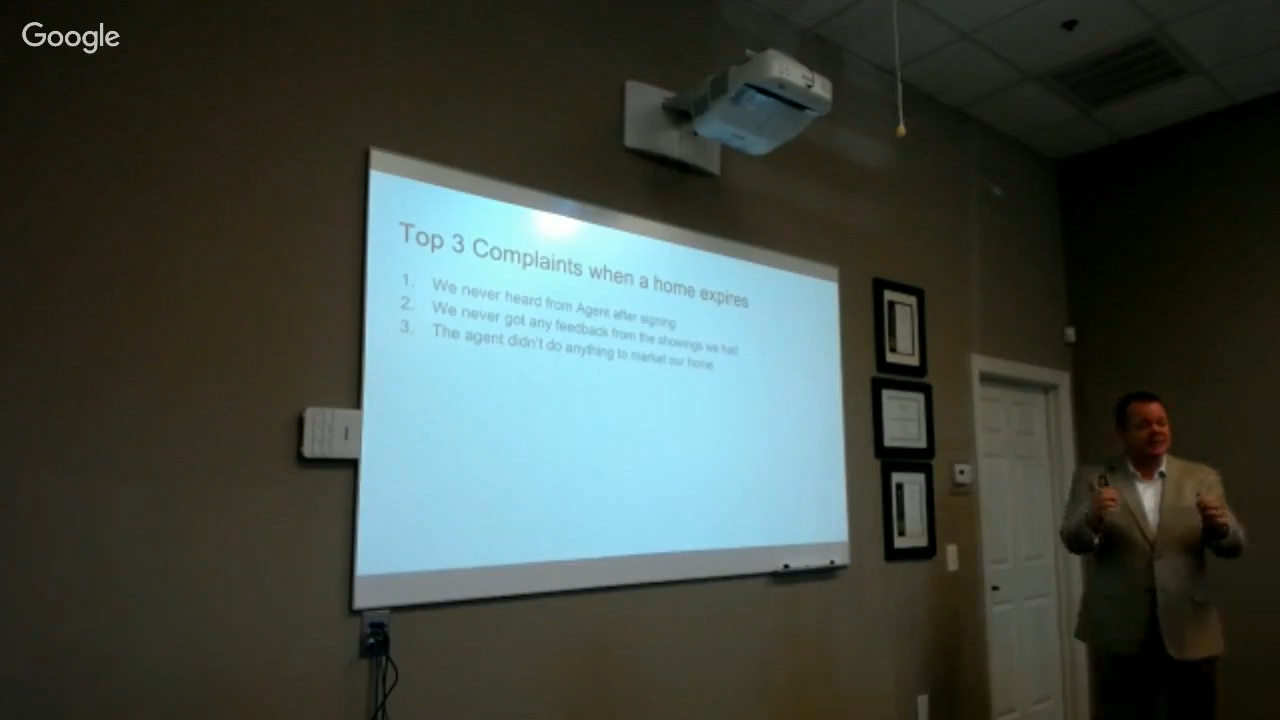 Google
Top 3 Complaints when a home expires
1. We never heard from Agent after signing
2. We never got any feedback from the showings we had
3. The agent didn't do anything to market our home